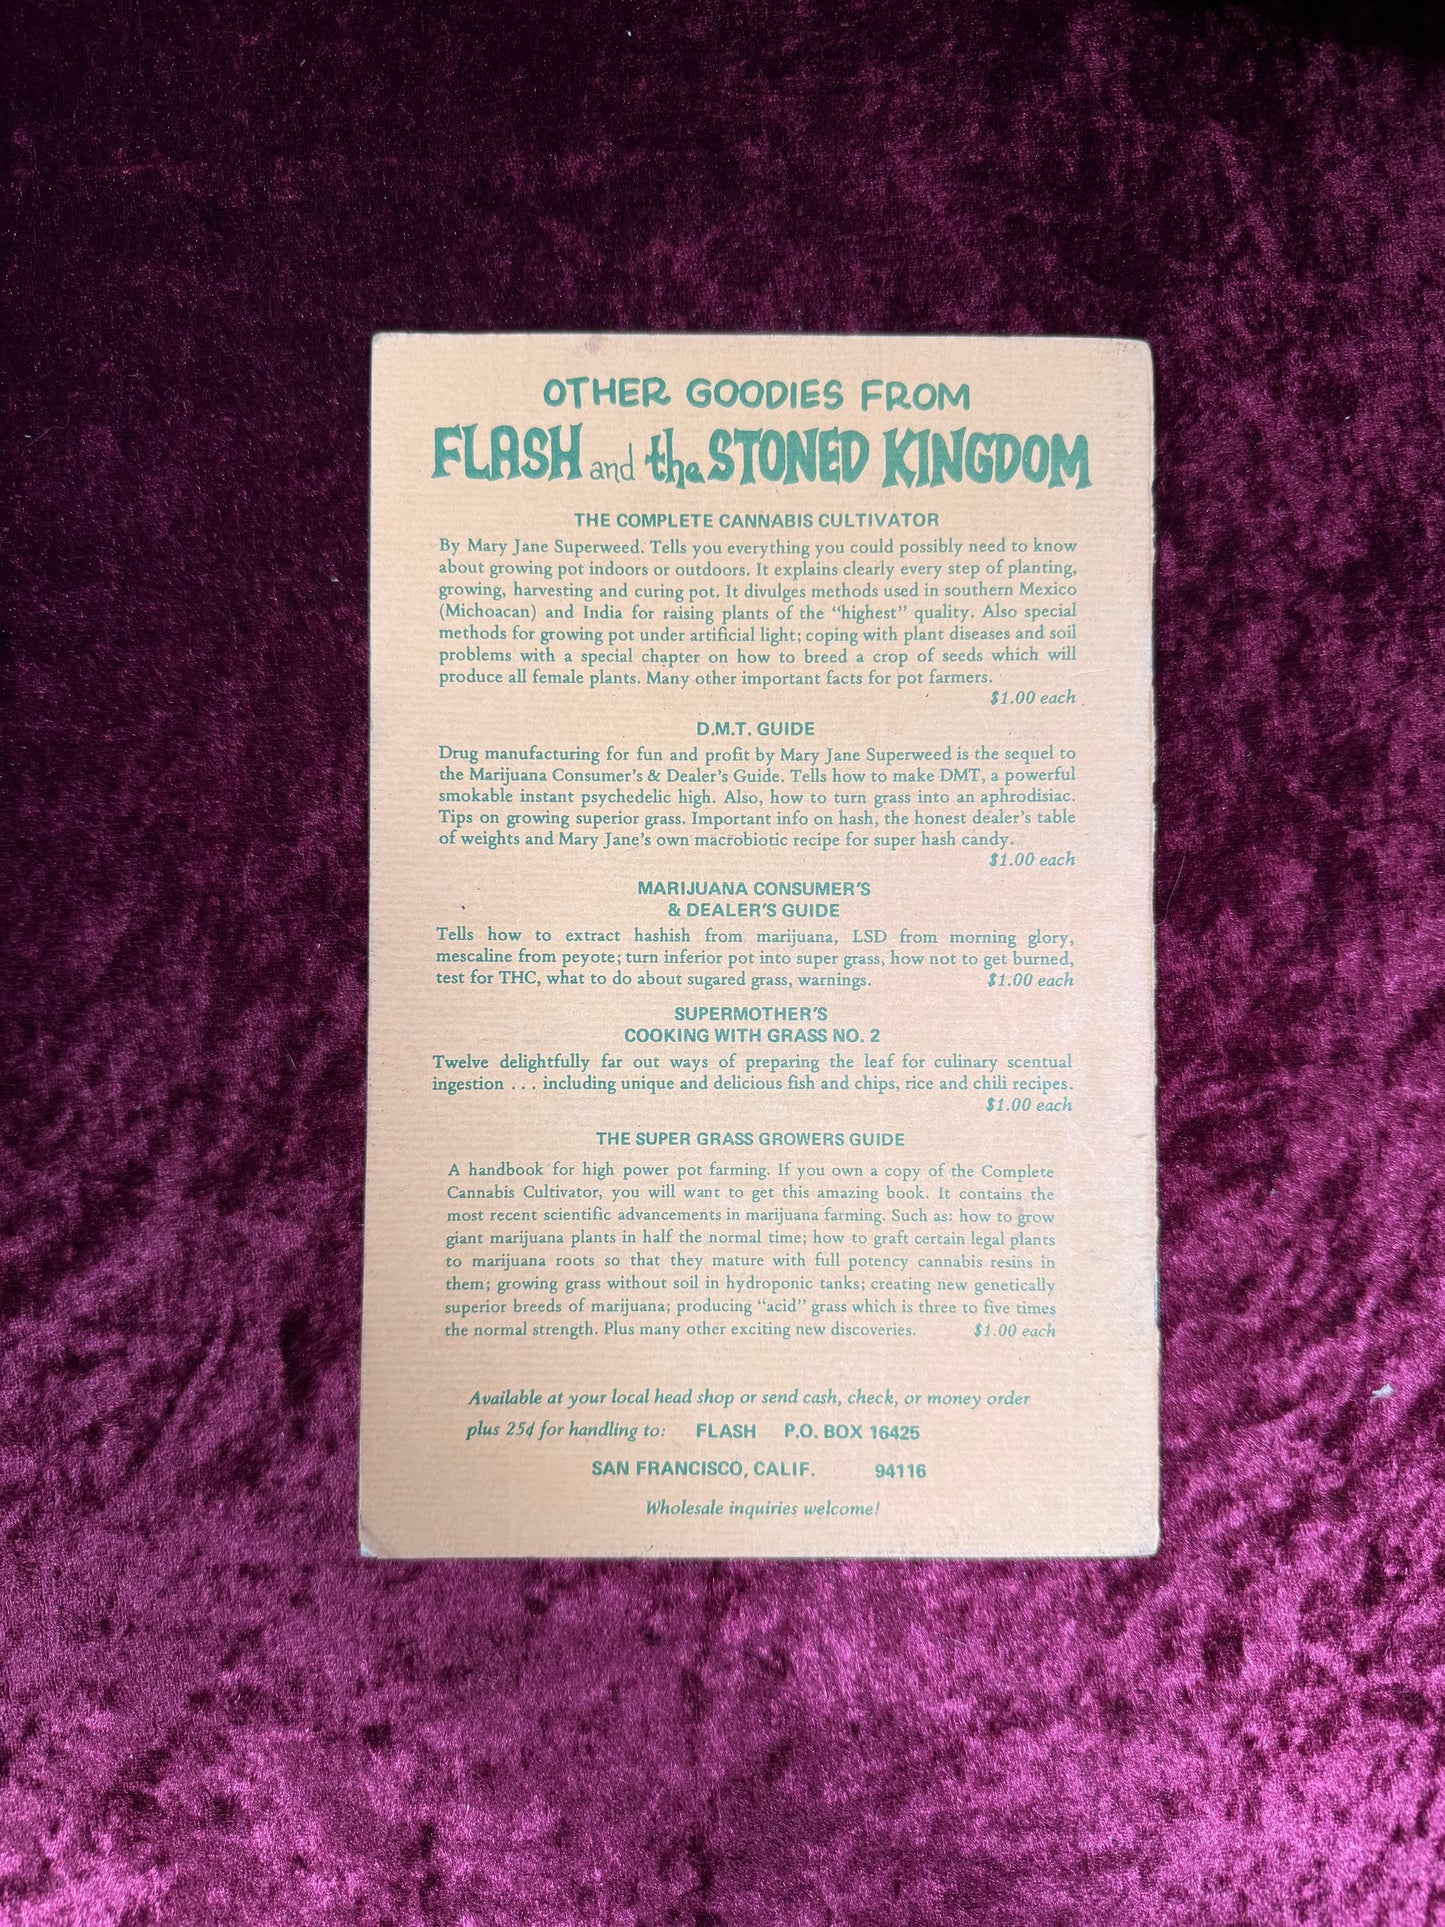 OTHER GOODIES FROM
FLASH and the STONED KINGDOM
THE COMPLETE CANNABIS CULTIVATOR
By Mary Jane Superweed. Tells you everything you could possibly need to know
about growing pot indoors or outdoors. It explains clearly every step of planting,
growing, harvesting and curing pot. It divulges methods used in southern Mexico
(Michoacan) and India for raising plants of the "highest" quality. Also special
methods for growing pot under artificial light; coping with plant diseases and soil
problems with a special chapter on how to breed a crop of seeds which will
produce all female plants. Many other important facts for pot farmers.
$1.00 each
D.M.T. GUIDE
Drug manufacturing for fun and profit by Mary Jane Superweed is the sequel to
the Marijuana Consumer's & Dealer's Guide. Tells how to make DMT, a powerful
smokable instant psychedelic high. Also, how to turn grass into an aphrodisiac.
Tips on growing superior grass. Important info on hash, the honest dealer's table
of weights and Mary Jane's own macrobiotic recipe for super hash candy.
$1.00 each
MARIJUANA CONSUMER'S
& DEALER'S GUIDE
Tells how to extract hashish from marijuana, LSD from morning glory,
mescaline from peyote; turn inferior pot into super grass, how not to get burned,
test for THC, what to do about sugared grass, warnings. $1.00 each
SUPERMOTHER'S
COOKING WITH GRASS NO. 2
Twelve delightfully far out ways of preparing the leaf for culinary scentual
ingestion . . . including unique and delicious fish and chips, rice and chili recipes.
$1.00 each
THE SUPER GRASS GROWERS GUIDE
A handbook for high power pot farming. If you own a copy of the Complete
Cannabis Cultivator, you will want to get this amazing book. It contains the
most recent scientific advancements in marijuana farming. Such as: how to grow
giant marijuana plants in half the normal time; how to graft certain legal plants
to marijuana roots so that they mature with full potency cannabis resins in
them; growing grass without soil in hydroponic tanks; creating new genetically
superior breeds of marijuana; producing "acid" grass which is three to five times
the normal strength. Plus many other exciting new discoveries. $1.00 each
Available at your local head shop or send cash, check, or money order
plus 25¢ for handling to: FLASH P.O. BOX 16425
SAN FRANCISCO, CALIF. 94116
Wholesale inquiries welcome!